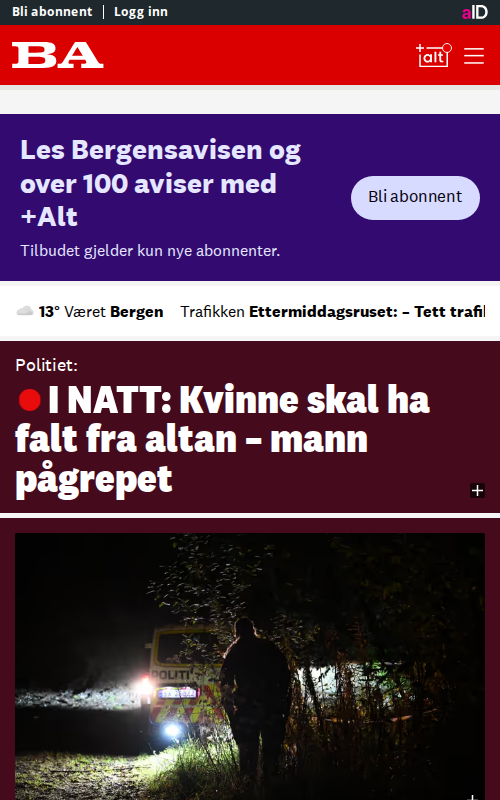 Bli abonnent | Logg inn
aID
BA
+alt
Les Bergensavisen og
over 100 aviser med
+Alt
Bli abonnent
Tilbudet gjelder kun nye abonnenter.
13° Været Bergen Trafikken Ettermiddagsruset: – Tett trafi
Politiet:
I NATT: Kvinne skal ha
falt fra altan – mann
pågrepet
POLITI